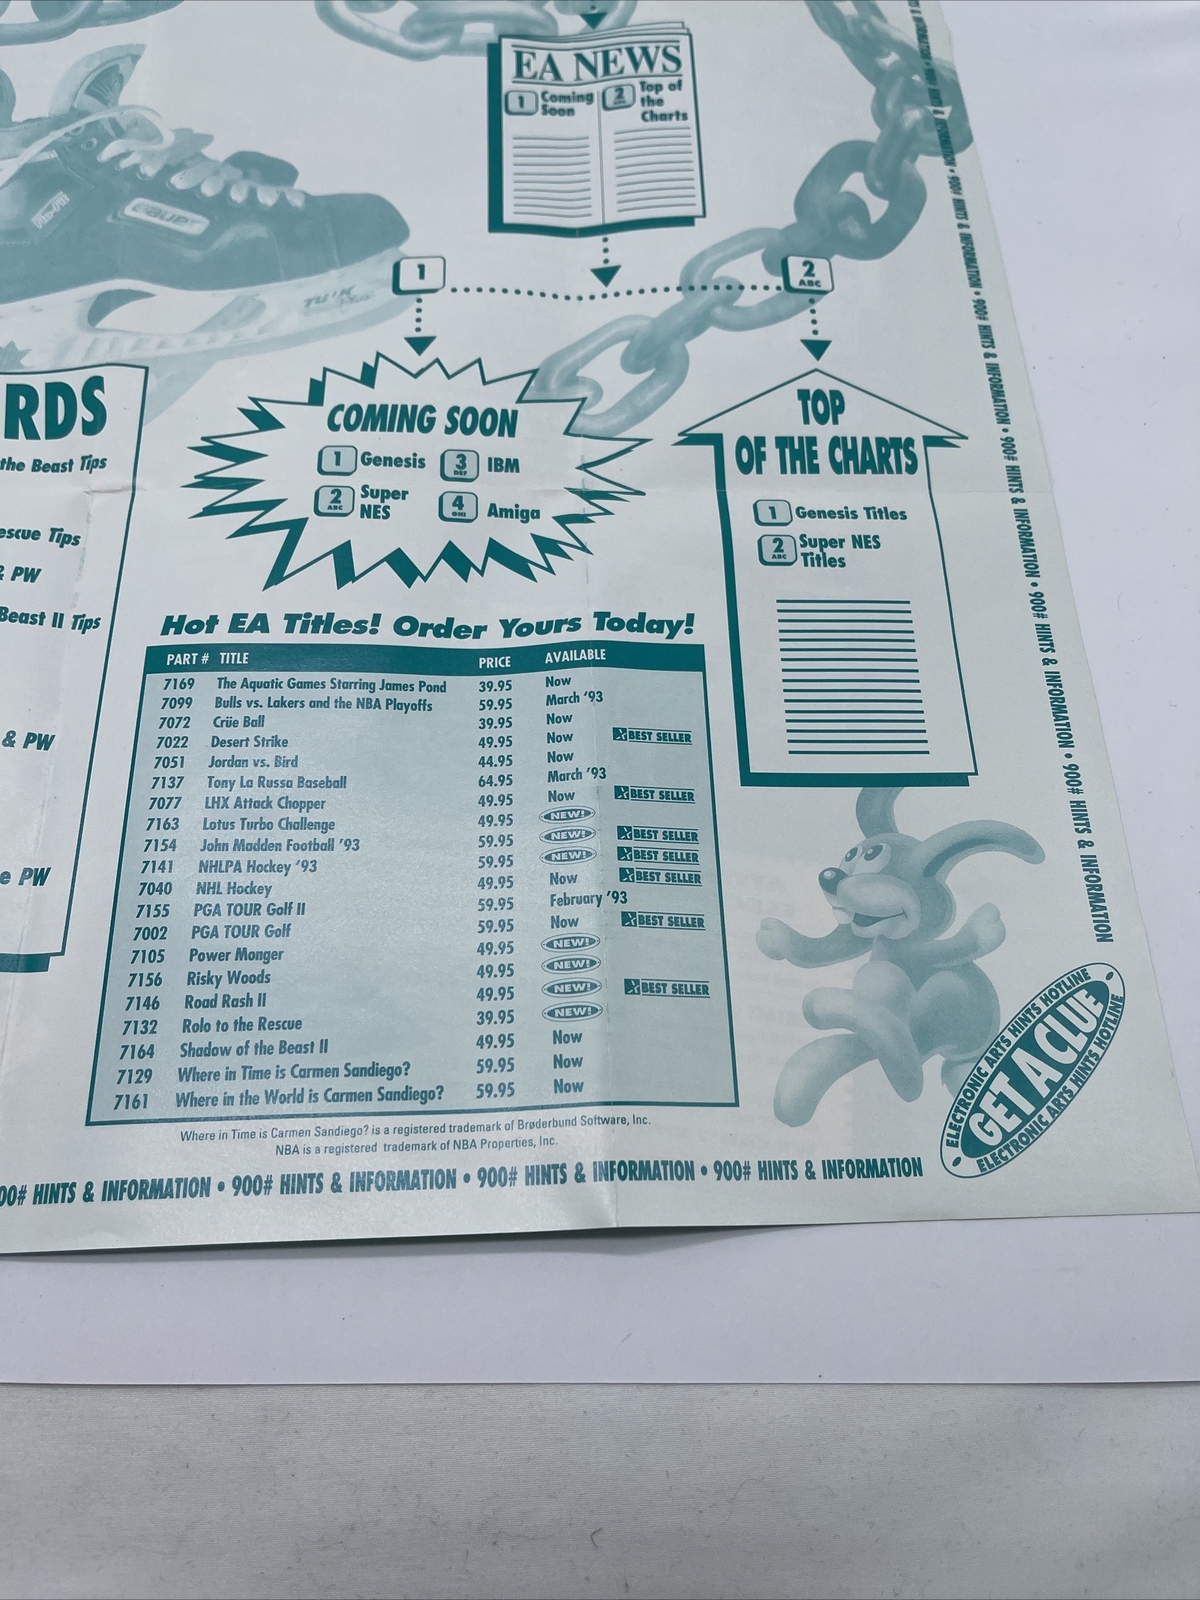 EA NEWS
1 Coming Soon
2 ABC Top of the Charts
BAUER
TUUK
1
2 ABC
RDS
the Beast Tips
escue Tips
& PW
Beast II Tips
& PW
e PW
COMING SOON
1 Genesis 3 DEF IBM
2 ABC Super NES 4 GHI Amiga
TOP
OF THE CHARTS
1 Genesis Titles
2 ABC Super NES
Titles
Hot EA Titles! Order Yours Today!
PART # TITLE PRICE AVAILABLE
7169 The Aquatic Games Starring James Pond 39.95 Now
7099 Bulls vs. Lakers and the NBA Playoffs 59.95 March '93
7072 Crüe Ball 39.95 Now
7022 Desert Strike 49.95 Now BEST SELLER
7051 Jordan vs. Bird 44.95 Now
7137 Tony La Russa Baseball 64.95 March '93
7077 LHX Attack Chopper 49.95 Now BEST SELLER
7163 Lotus Turbo Challenge 49.95 NEW!
7154 John Madden Football '93 59.95 NEW! BEST SELLER
7141 NHLPA Hockey '93 59.95 NEW! BEST SELLER
7040 NHL Hockey 49.95 Now BEST SELLER
7155 PGA TOUR Golf II 59.95 February '93
7002 PGA TOUR Golf 59.95 Now BEST SELLER
7105 Power Monger 49.95 NEW!
7156 Risky Woods 49.95 NEW!
7146 Road Rash II 49.95 NEW! BEST SELLER
7132 Rolo to the Rescue 39.95 NEW!
7164 Shadow of the Beast II 49.95 Now
7129 Where in Time is Carmen Sandiego? 59.95 Now
7161 Where in the World is Carmen Sandiego? 59.95 Now
Where in Time is Carmen Sandiego? is a registered trademark of Brøderbund Software, Inc.
NBA is a registered trademark of NBA Properties, Inc.
00# HINTS & INFORMATION • 900# HINTS & INFORMATION • 900# HINTS & INFORMATION • 900# HINTS & INFORMATION
INFORMATION • 900# HINTS & INFORMATION • 900# HINTS & INFORMATION • 900# HINTS & INFORMATION • 900# HINTS & INFORMATION • 900# HINTS & INFORMATION
ELECTRONIC ARTS HINTS HOTLINE
GET A CLUE
ELECTRONIC ARTS HINTS HOTLINE